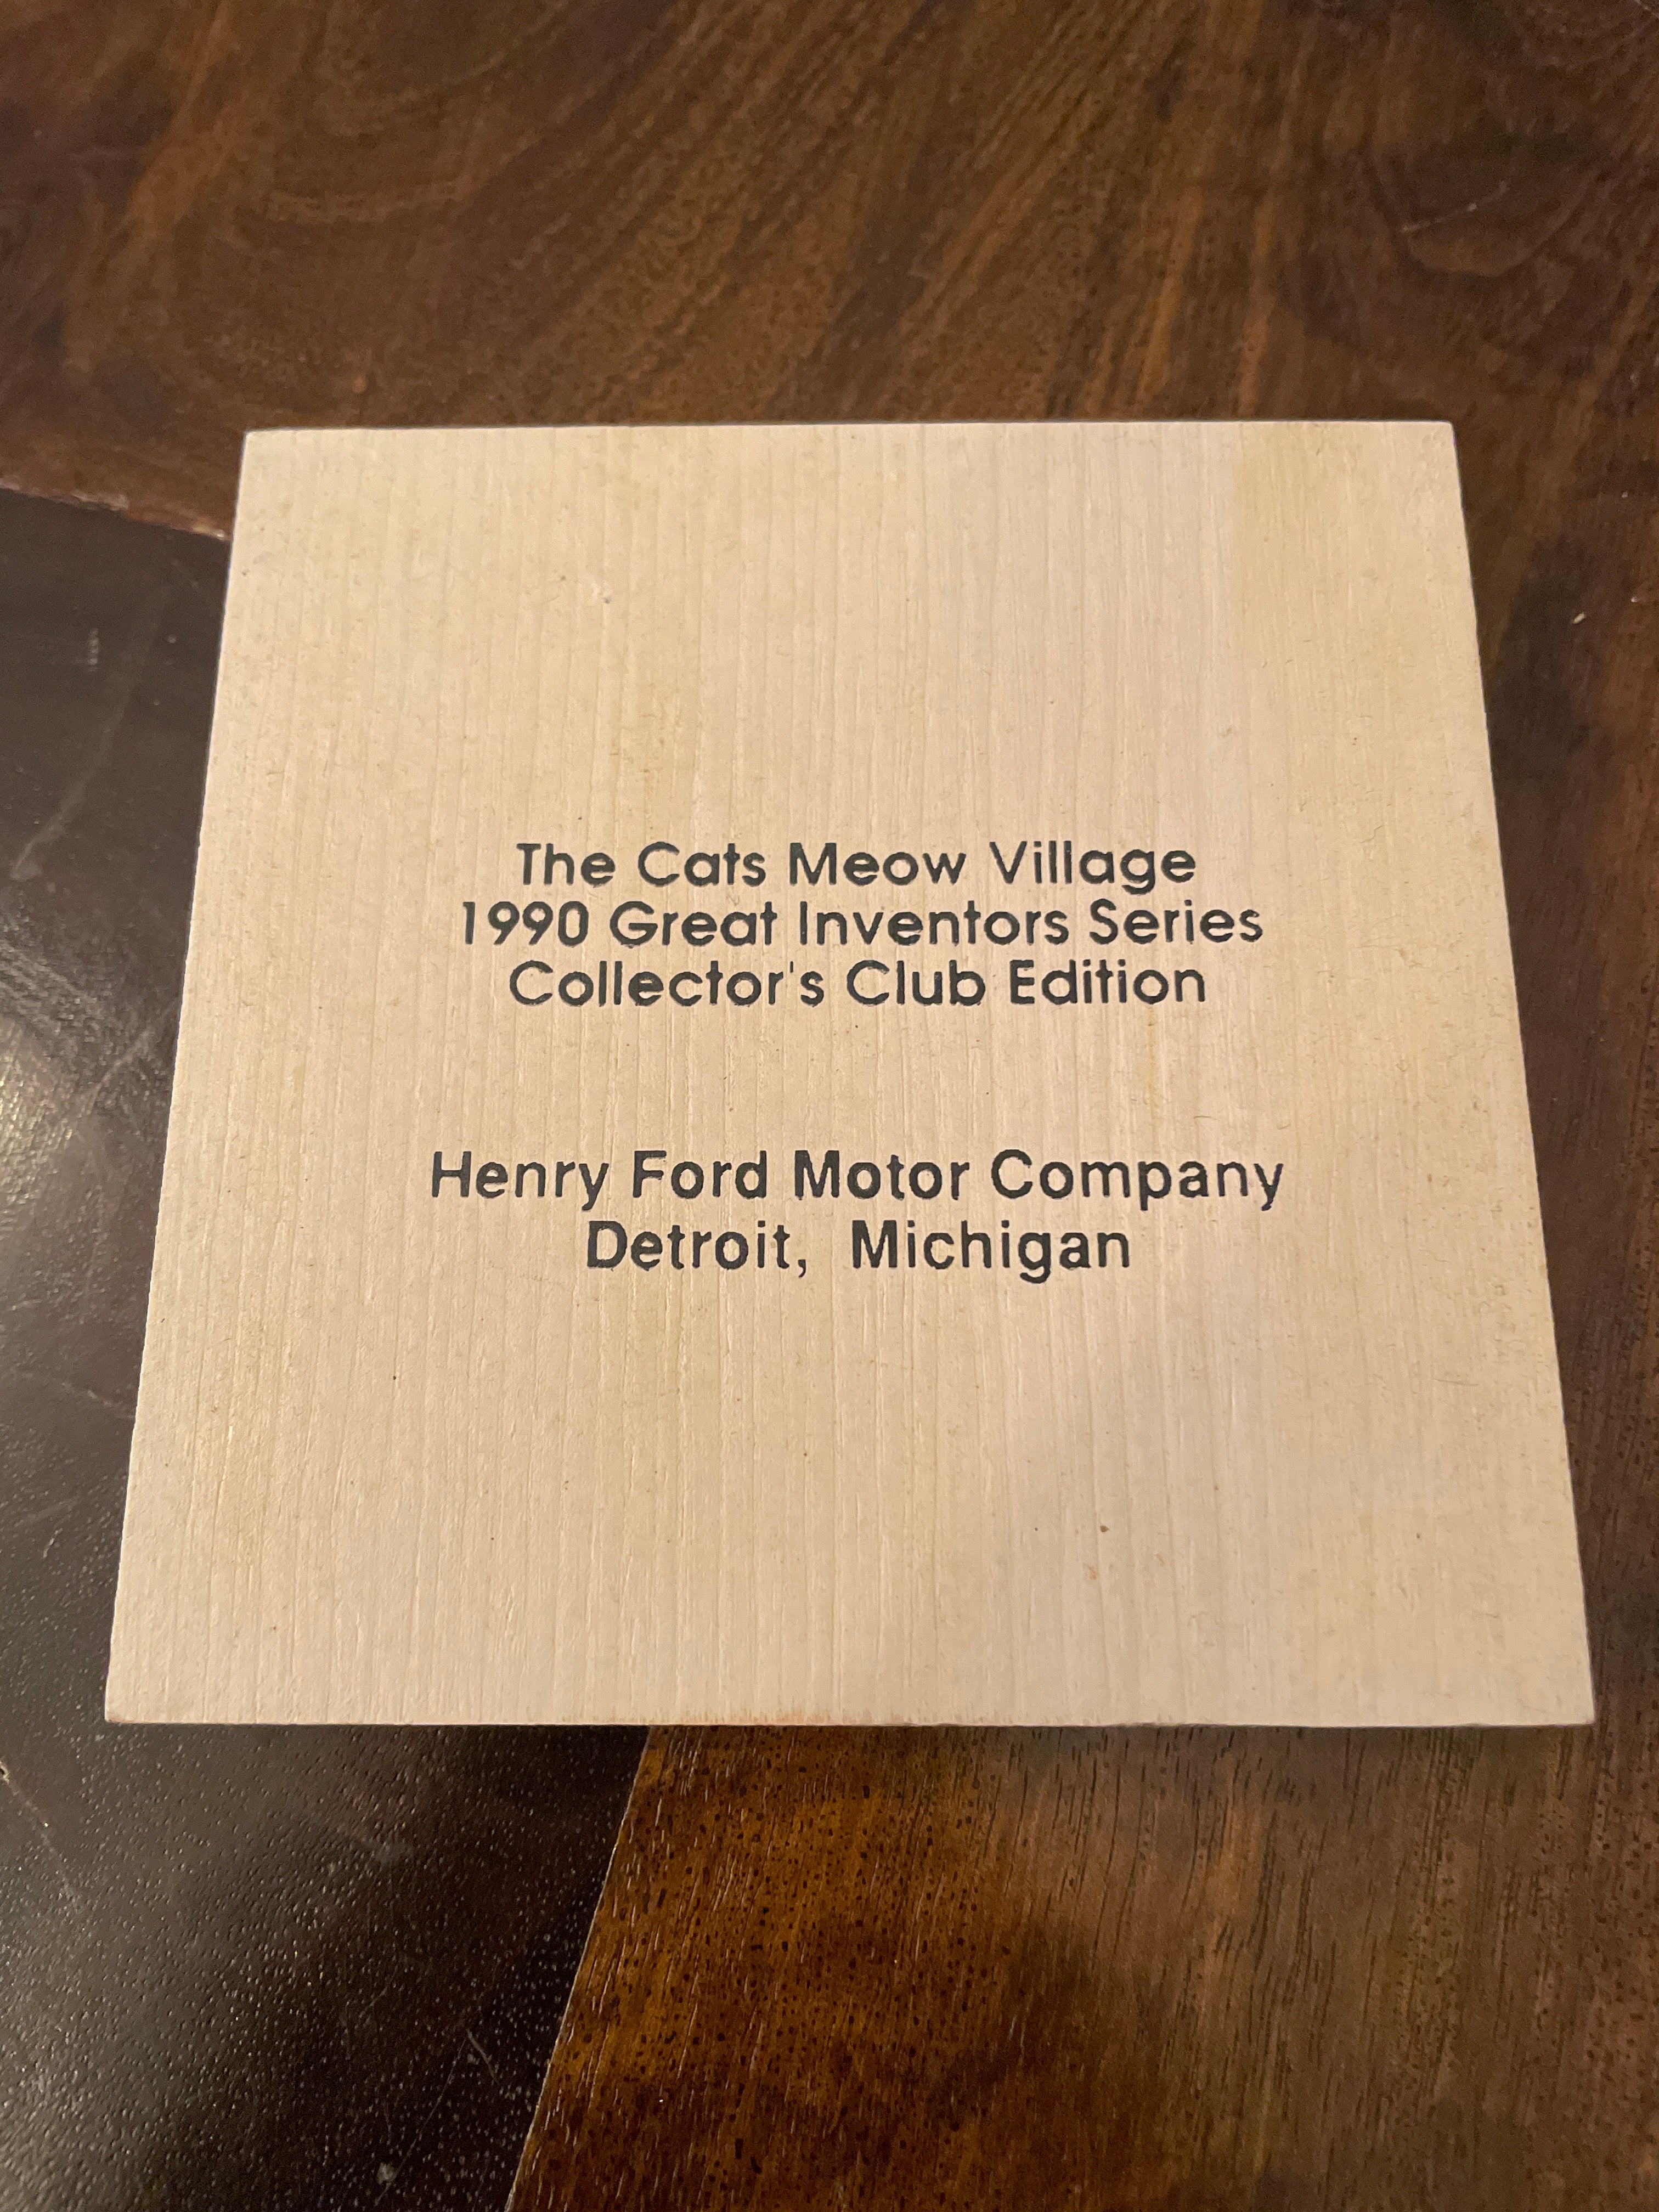 The Cats Meow Village
1990 Great Inventors Series
Collector's Club Edition
Henry Ford Motor Company
Detroit, Michigan